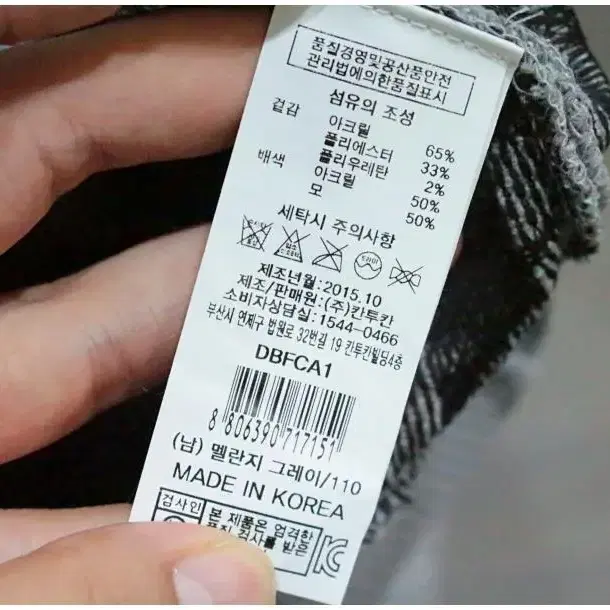 품질경영및공산품안전
관리법에의한품질표시
섬유의 조성
겉감 아크릴 65%
폴리에스터 33%
폴리우레탄 2%
배색 아크릴 50%
모 50%
세탁시 주의사항
드라이
제조년월:2015.10
제조/판매원:(주)칸투칸
소비자상담실:1544-0466
부산시 연제구 법원로 32번길 19 칸투칸빌딩4층
DBFCA1
8 806390 717151
(남) 멜란지 그레이/110
MADE IN KOREA
검사인
본 제품은 엄격한
품질 검사를 받은